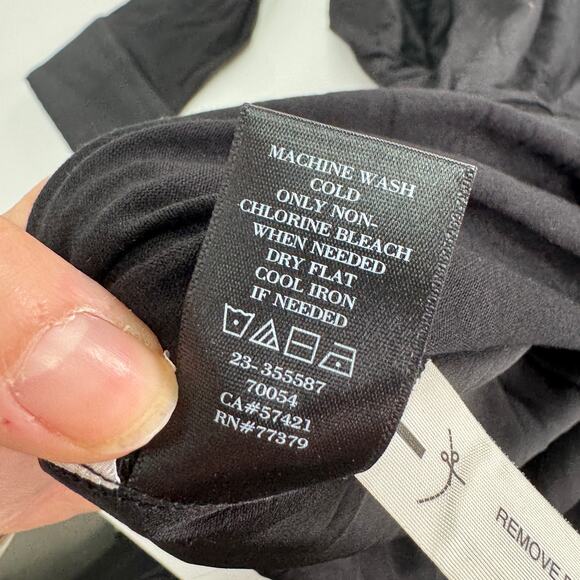 MACHINE WASH
COLD
ONLY NON-
CHLORINE BLEACH
WHEN NEEDED
DRY FLAT
COOL IRON
IF NEEDED
23-355587
70054
CA#57421
RN#77379
REMOVE